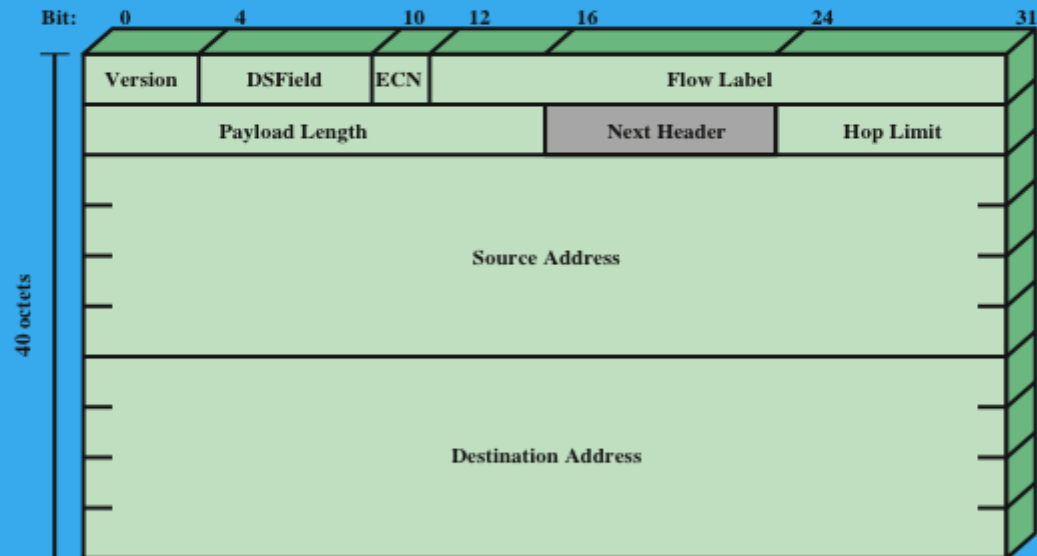 Bit: 0 4 10 12 16 24 31
Version DSField ECN Flow Label
Payload Length Next Header Hop Limit
Source Address
40 octets
Destination Address